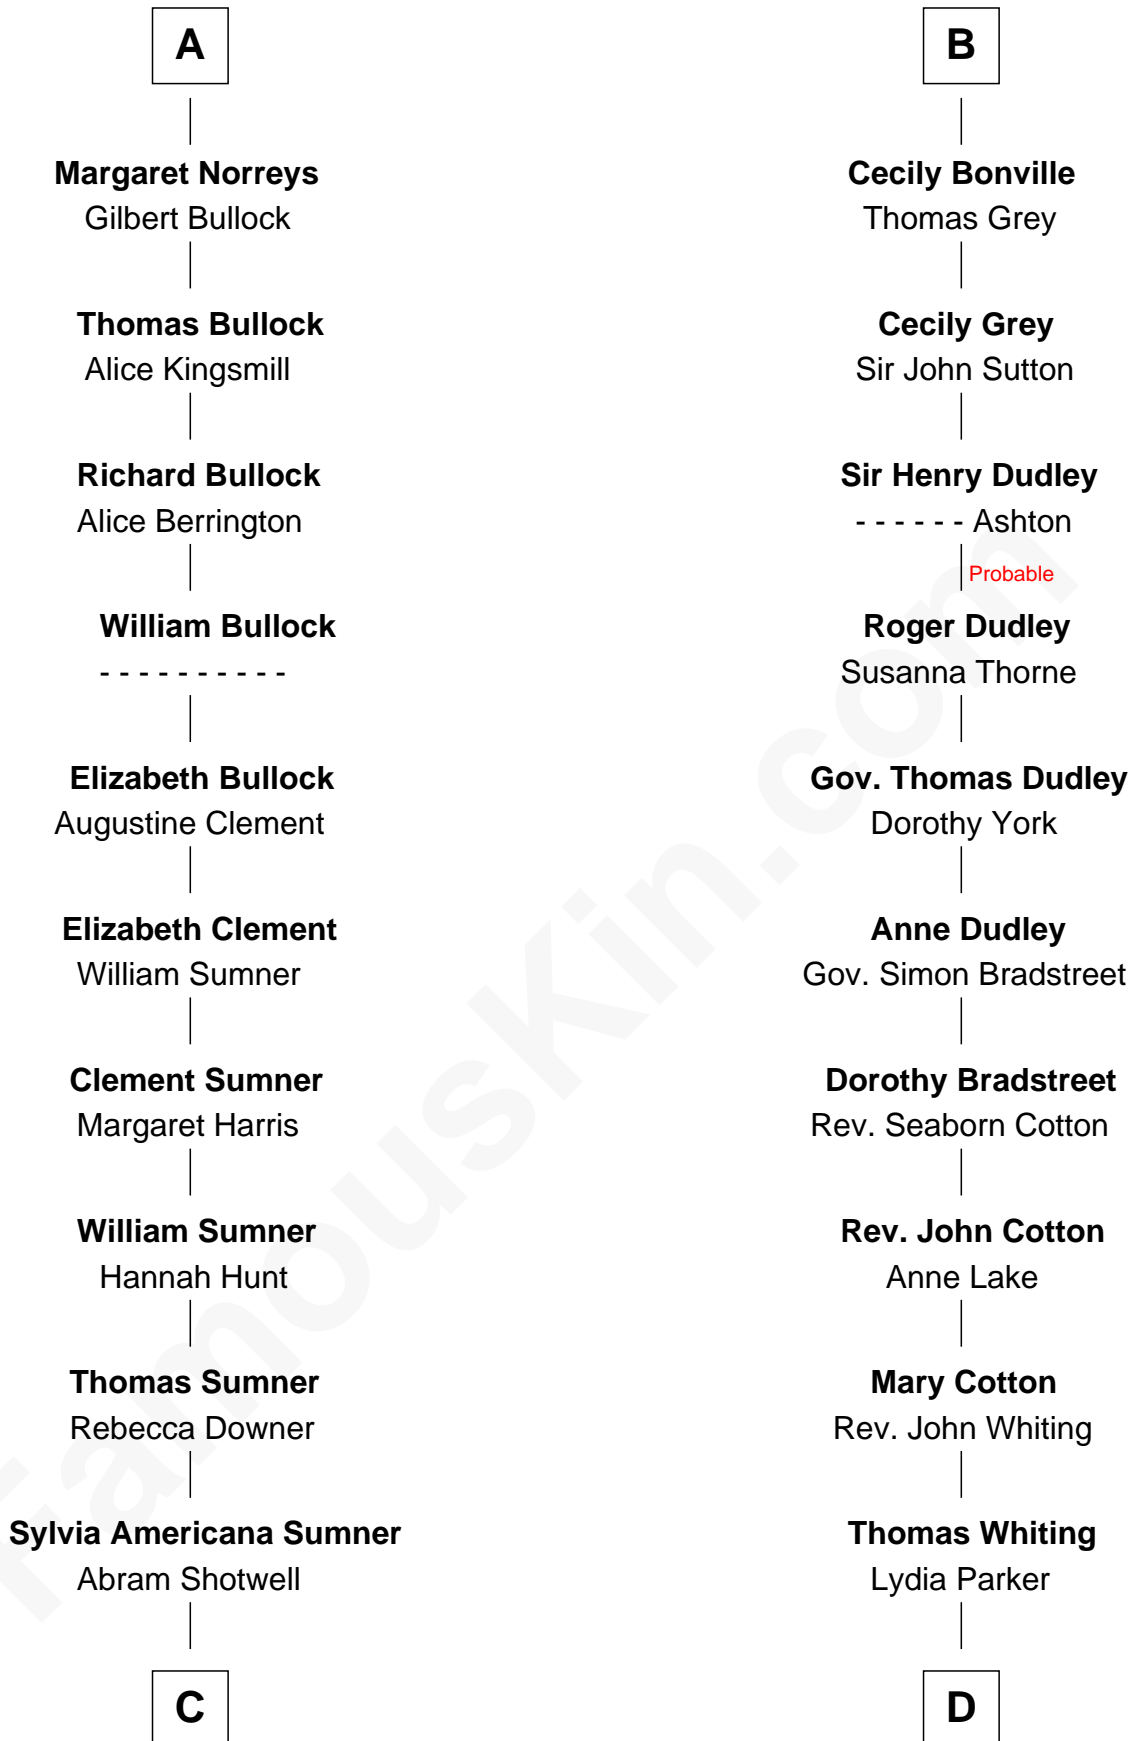 A
B
Margaret Norreys
Gilbert Bullock
Cecily Bonville
Thomas Grey
Thomas Bullock
Alice Kingsmill
Cecily Grey
Sir John Sutton
Richard Bullock
Alice Berrington
Sir Henry Dudley
- - - - - - Ashton
Probable
William Bullock
- - - - - - - - - -
Roger Dudley
Susanna Thorne
Elizabeth Bullock
Augustine Clement
Gov. Thomas Dudley
Dorothy York
Elizabeth Clement
William Sumner
Anne Dudley
Gov. Simon Bradstreet
Clement Sumner
Margaret Harris
Dorothy Bradstreet
Rev. Seaborn Cotton
William Sumner
Hannah Hunt
Rev. John Cotton
Anne Lake
Thomas Sumner
Rebecca Downer
Mary Cotton
Rev. John Whiting
Sylvia Americana Sumner
Abram Shotwell
Thomas Whiting
Lydia Parker
C
D
FamousKin.com